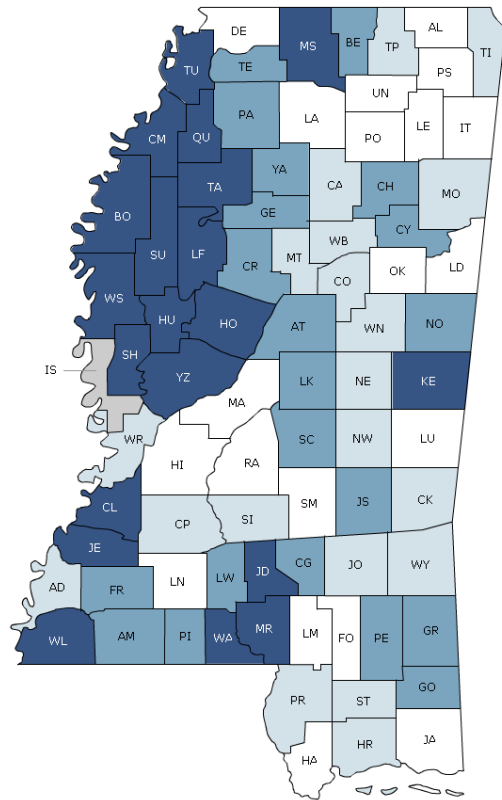 DE
MS
BE
TP
AL
TI
TU
TE
PS
UN
PA
LA
LE
IT
CM
QU
PO
YA
TA
CA
CH
MO
BO
GE
CY
WB
SU
LF
CR
MT
OK
LD
CO
WS
HU
HO
AT
WN
NO
SH
IS
YZ
LK
NE
KE
MA
WR
SC
NW
LU
HI
RA
CL
SM
JS
CK
CP
SI
JE
AD
FR
LN
LW
JD
CG
JO
WY
WL
AM
PI
WA
MR
LM
FO
PE
GR
GO
PR
ST
HA
HR
JA